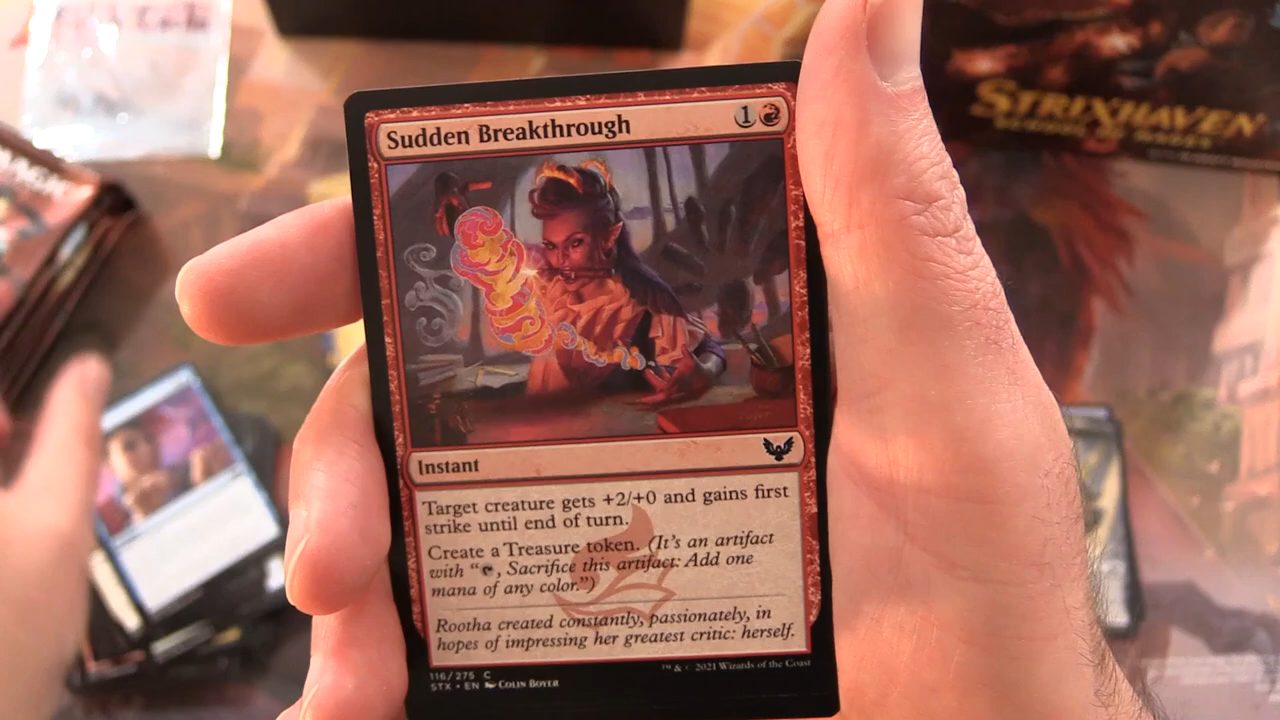 STRIXHAVEN
SCHOOL OF MAGES
Sudden Breakthrough 1
Instant
Target creature gets +2/+0 and gains first
strike until end of turn.
Create a Treasure token. (It's an artifact
with “, Sacrifice this artifact: Add one
mana of any color.”)
Rootha created constantly, passionately, in
hopes of impressing her greatest critic: herself.
116/275 C
STX • EN COLIN BOYER
™ & © 2021 Wizards of the Coast